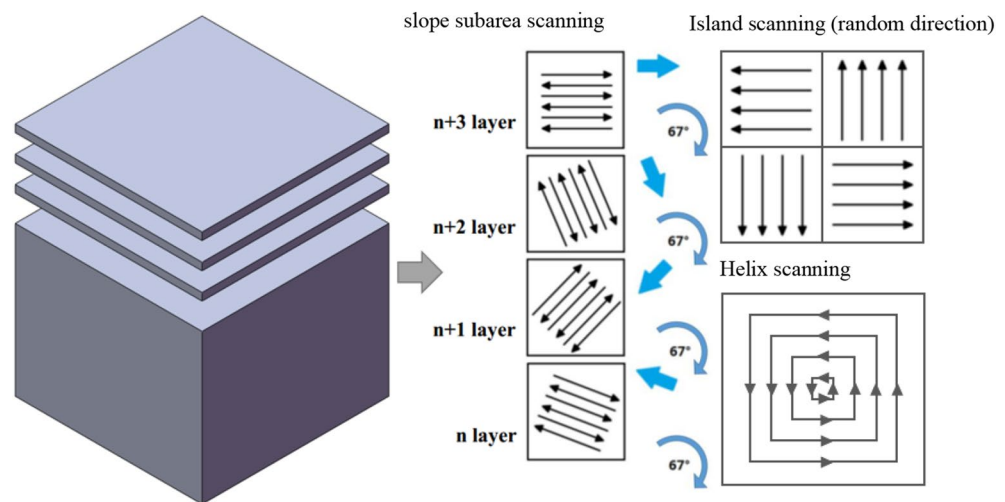 slope subarea scanning
Island scanning (random direction)
n+3 layer
67°
n+2 layer
67°
Helix scanning
n+1 layer
67°
n layer
67°